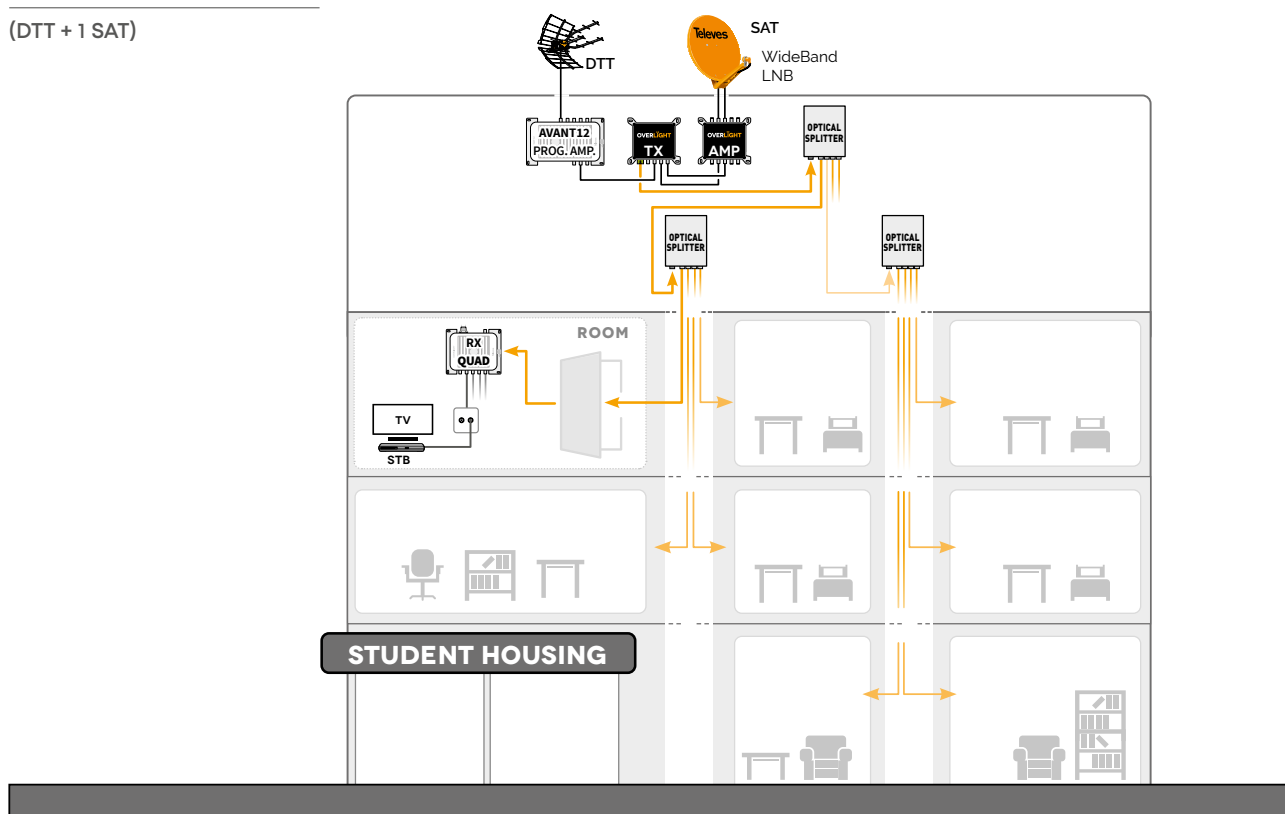 (DTT + 1 SAT)
DTT
Televes
SAT
WideBand
LNB
AVANT12
PROG. AMP.
OVERLIGHT
TX
OVERLIGHT
AMP
OPTICAL
SPLITTER
OPTICAL
SPLITTER
OPTICAL
SPLITTER
ROOM
RX
QUAD
TV
STB
STUDENT HOUSING